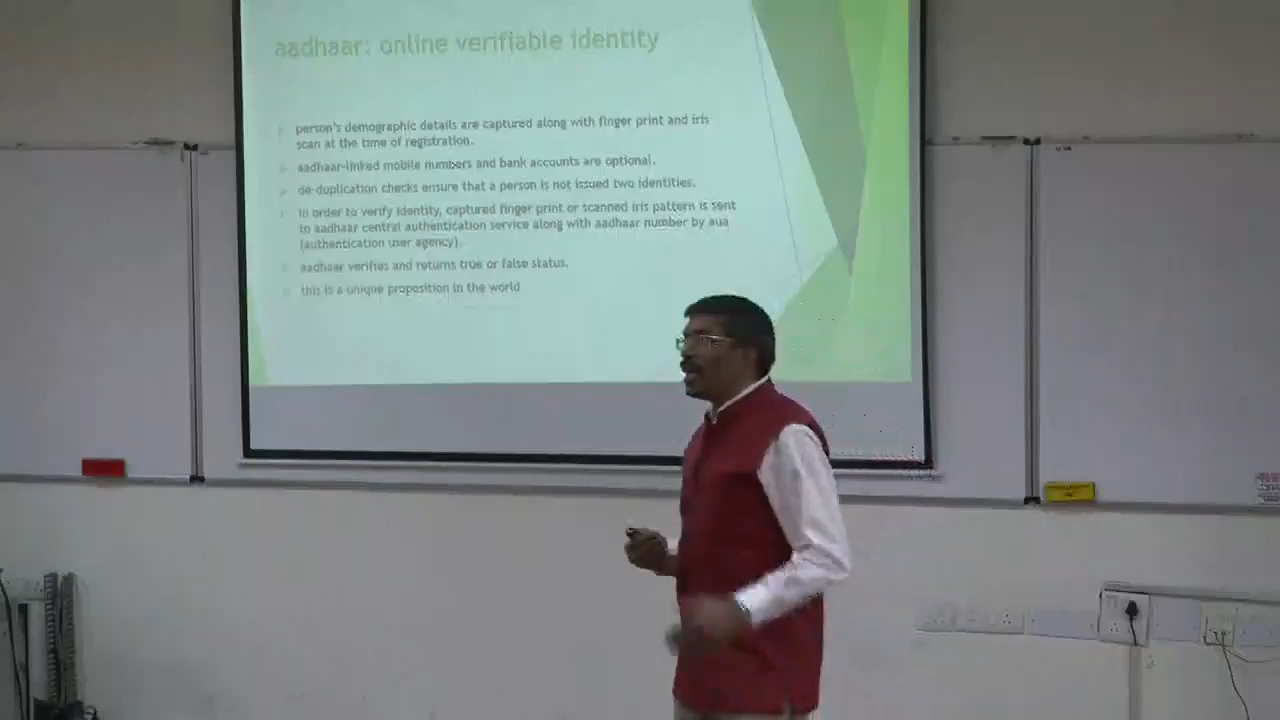 aadhaar: online verifiable identity
person's demographic details are captured along with finger print and iris
scan at the time of registration.
aadhaar-linked mobile numbers and bank accounts are optional.
de-duplication checks ensure that a person is not issued two identities.
in order to verify identity, captured finger print or scanned iris pattern is sent
to aadhaar central authentication service along with aadhaar number by aua
(authentication user agency).
aadhaar verifies and returns true or false status.
this is a unique proposition in the world